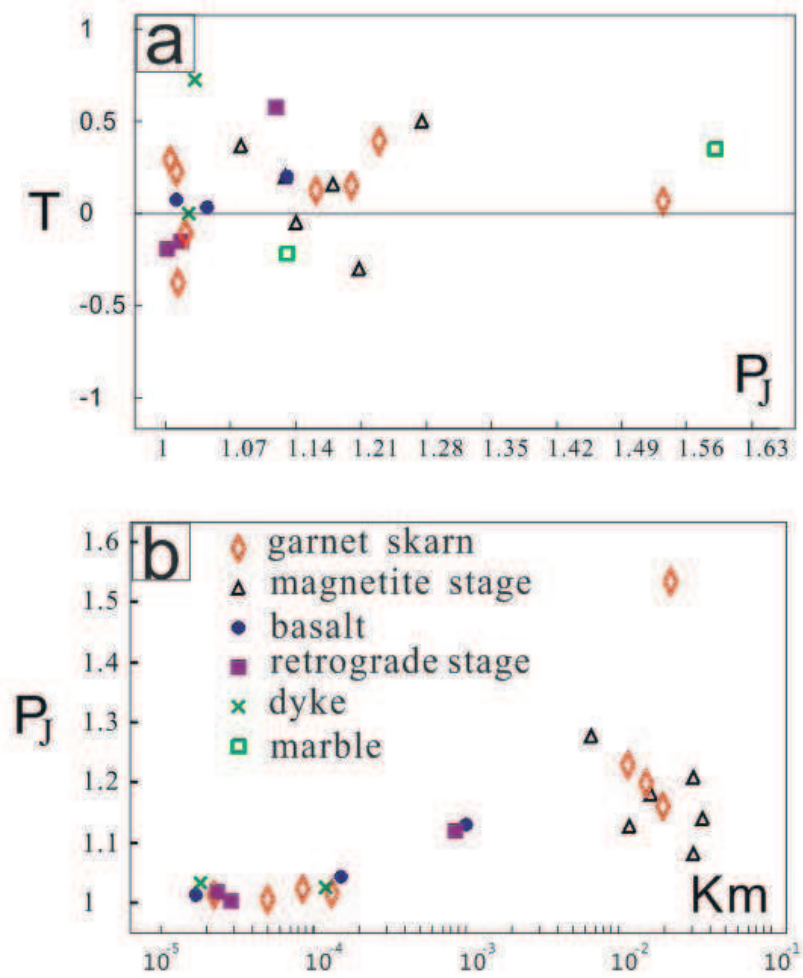 a
1
0.5
T
0
-0.5
-1
P_J
1 1.07 1.14 1.21 1.28 1.35 1.42 1.49 1.56 1.63
b
1.6
garnet skarn
magnetite stage
1.5
basalt
retrograde stage
1.4
dyke
P_J
1.3
marble
1.2
1.1
Km
1
10⁻⁵ 10⁻⁴ 10⁻³ 10⁻² 10⁻¹